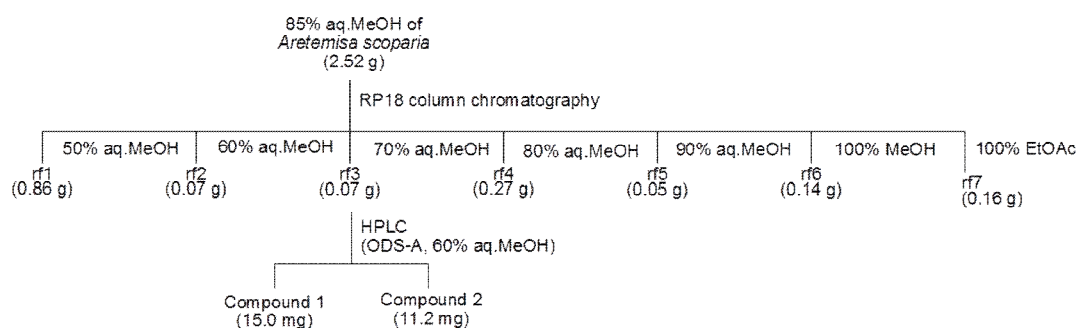 85% aq.MeOH of
Aretemisa scoparia
(2.52 g)
RP18 column chromatography
50% aq.MeOH 60% aq.MeOH 70% aq.MeOH 80% aq.MeOH 90% aq.MeOH 100% MeOH 100% EtOAc
rf1 rf2 rf3 rf4 rf5 rf6 rf7
(0.86 g) (0.07 g) (0.07 g) (0.27 g) (0.05 g) (0.14 g) (0.16 g)
HPLC
(ODS-A, 60% aq.MeOH)
Compound 1 Compound 2
(15.0 mg) (11.2 mg)